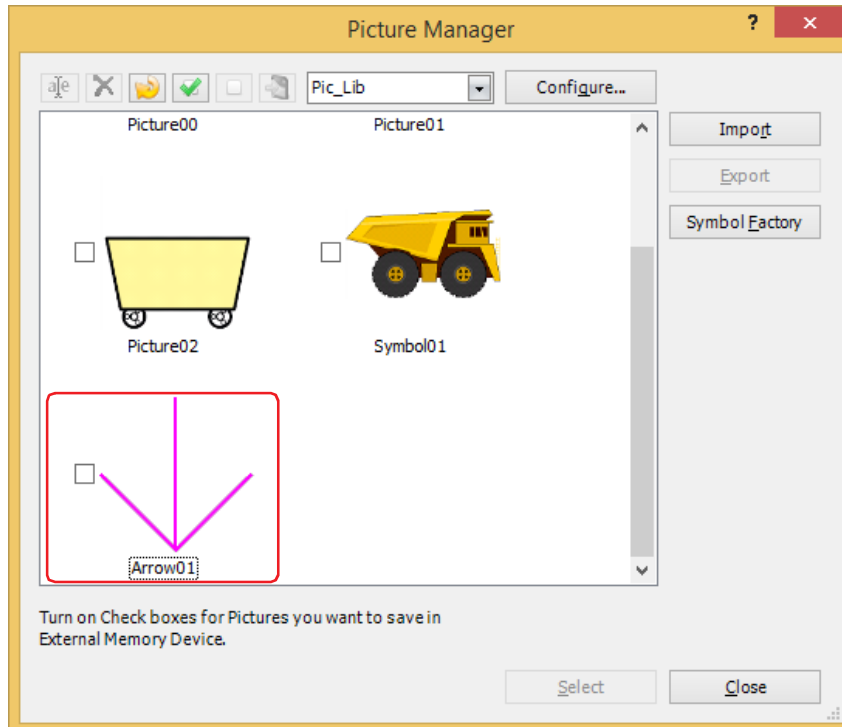 Picture Manager
?
a|e
Pic_Lib
Configure...
Picture00
Picture01
Import
Export
Symbol Factory
Picture02
Symbol01
Arrow01
Turn on Check boxes for Pictures you want to save in
External Memory Device.
Select
Close